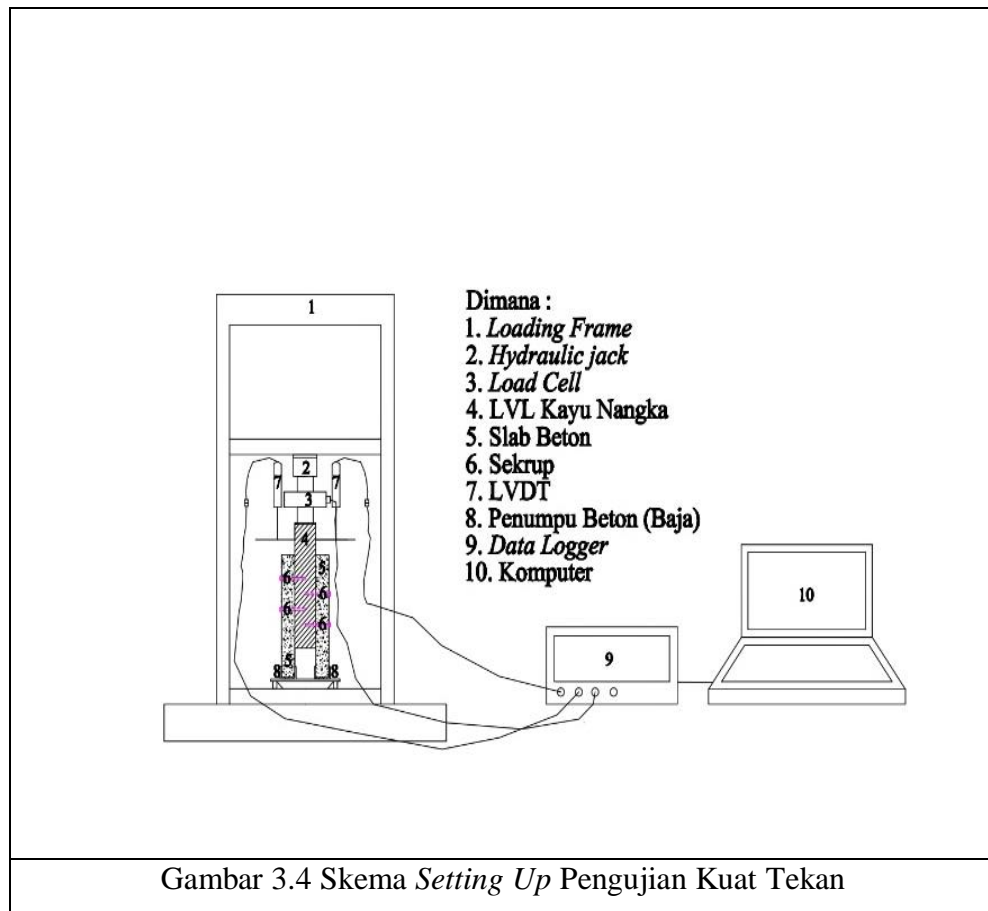 1
Dimana :
1. Loading Frame
2. Hydraulic jack
3. Load Cell
4. LVL Kayu Nangka
5. Slab Beton
6. Sekrup
7. LVDT
8. Penumpu Beton (Baja)
9. Data Logger
10. Komputer
2
7
7
3
4
5
6
6
6
6
5
8
8
9
10
Gambar 3.4 Skema Setting Up Pengujian Kuat Tekan